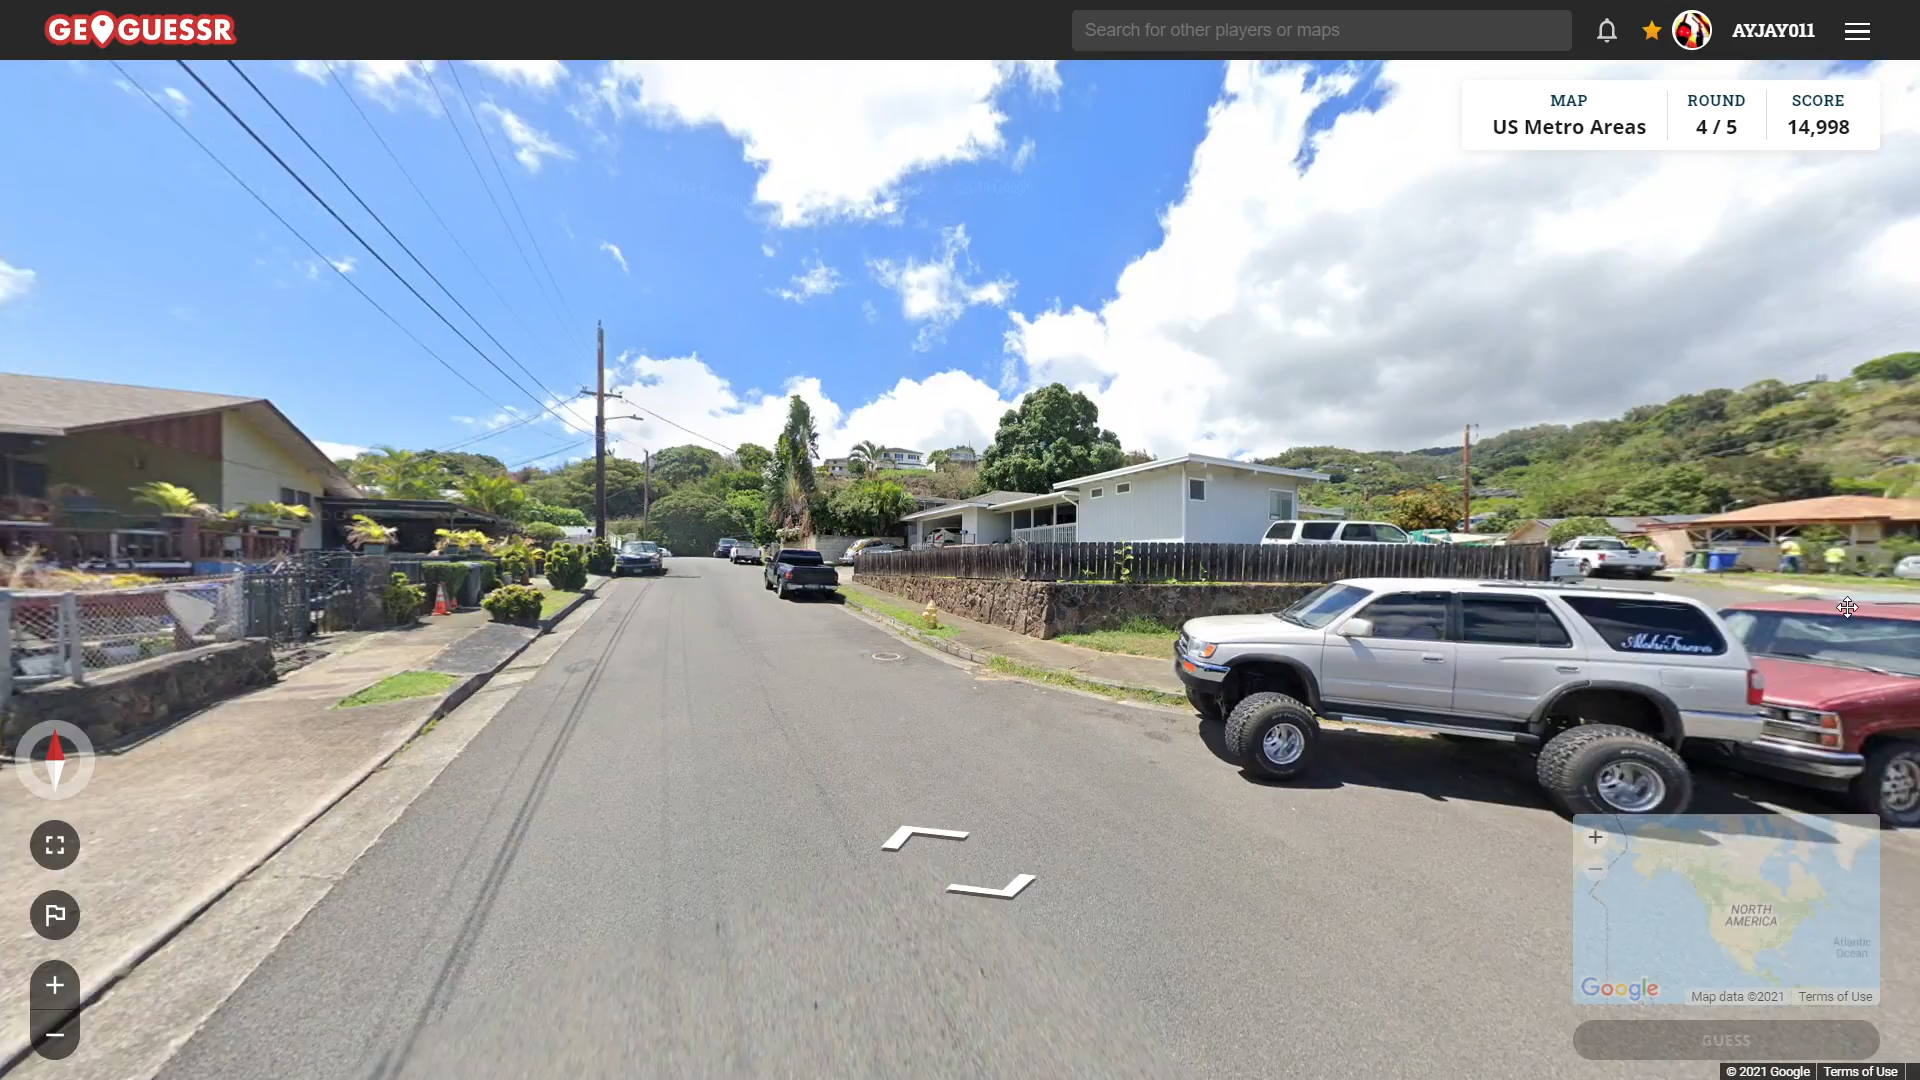 GEOGUESSR
Search for other players or maps
AYJAY011
MAP
US Metro Areas
ROUND
4 / 5
SCORE
14,998
NORTH
AMERICA
Atlantic
Ocean
Google
Map data ©2021
Terms of Use
GUESS
© 2021 Google
Terms of Use